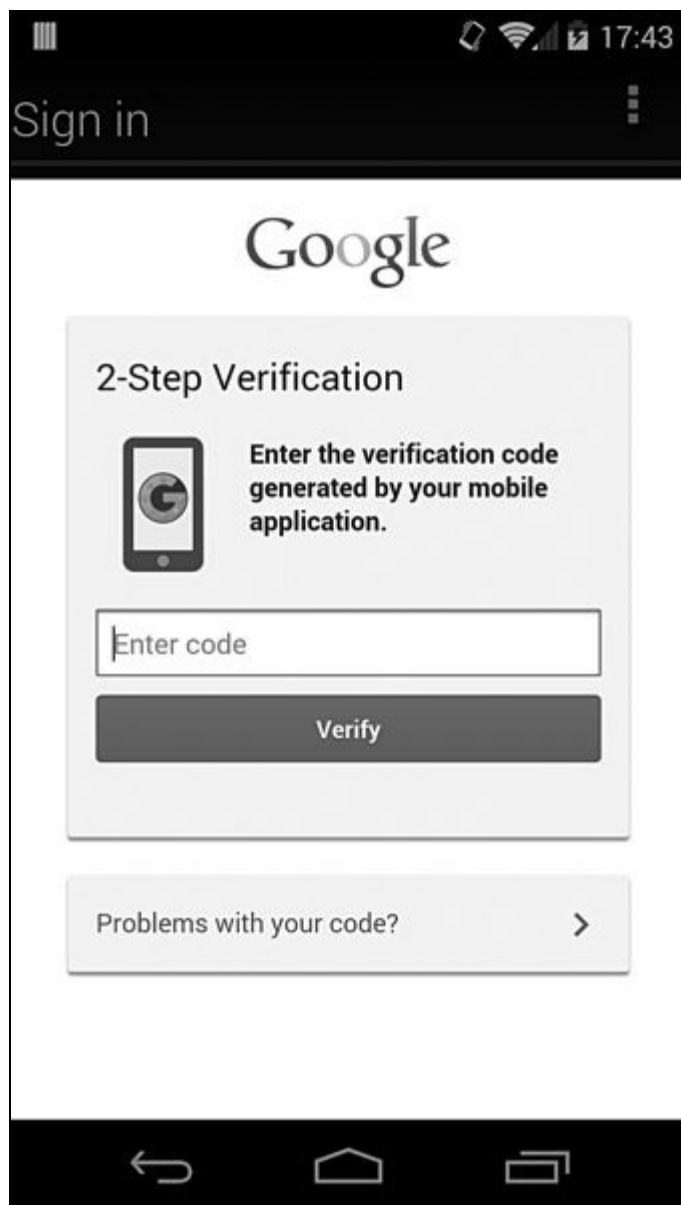 17:43
Sign in
Google
2-Step Verification
Enter the verification code
generated by your mobile
application.
Enter code
Verify
Problems with your code?